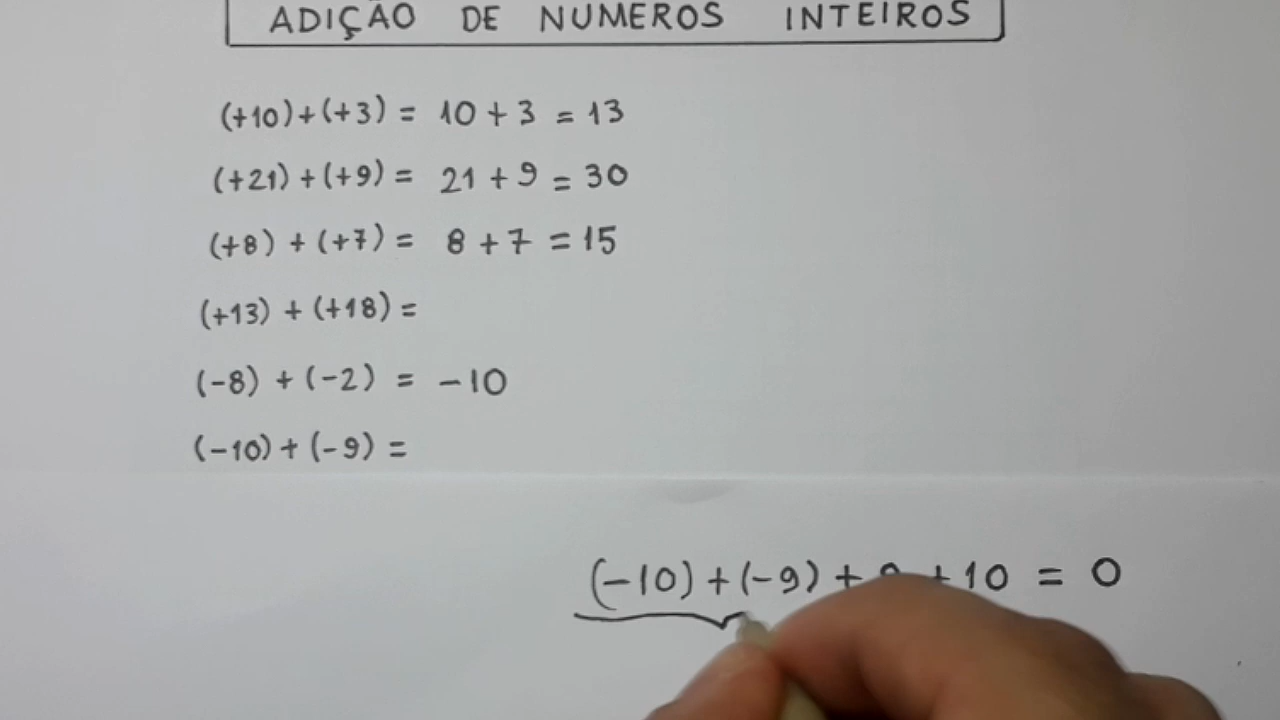 ADIÇÃO DE NUMEROS INTEIROS
(+10)+(+3) = 10 + 3 = 13
(+21) + (+9) = 21 + 9 = 30
(+8) + (+7) = 8 + 7 = 15
(+13) + (+18) =
(-8) + (-2) = -10
(-10) + (-9) =
(-10) + (-9) + + 10 = 0